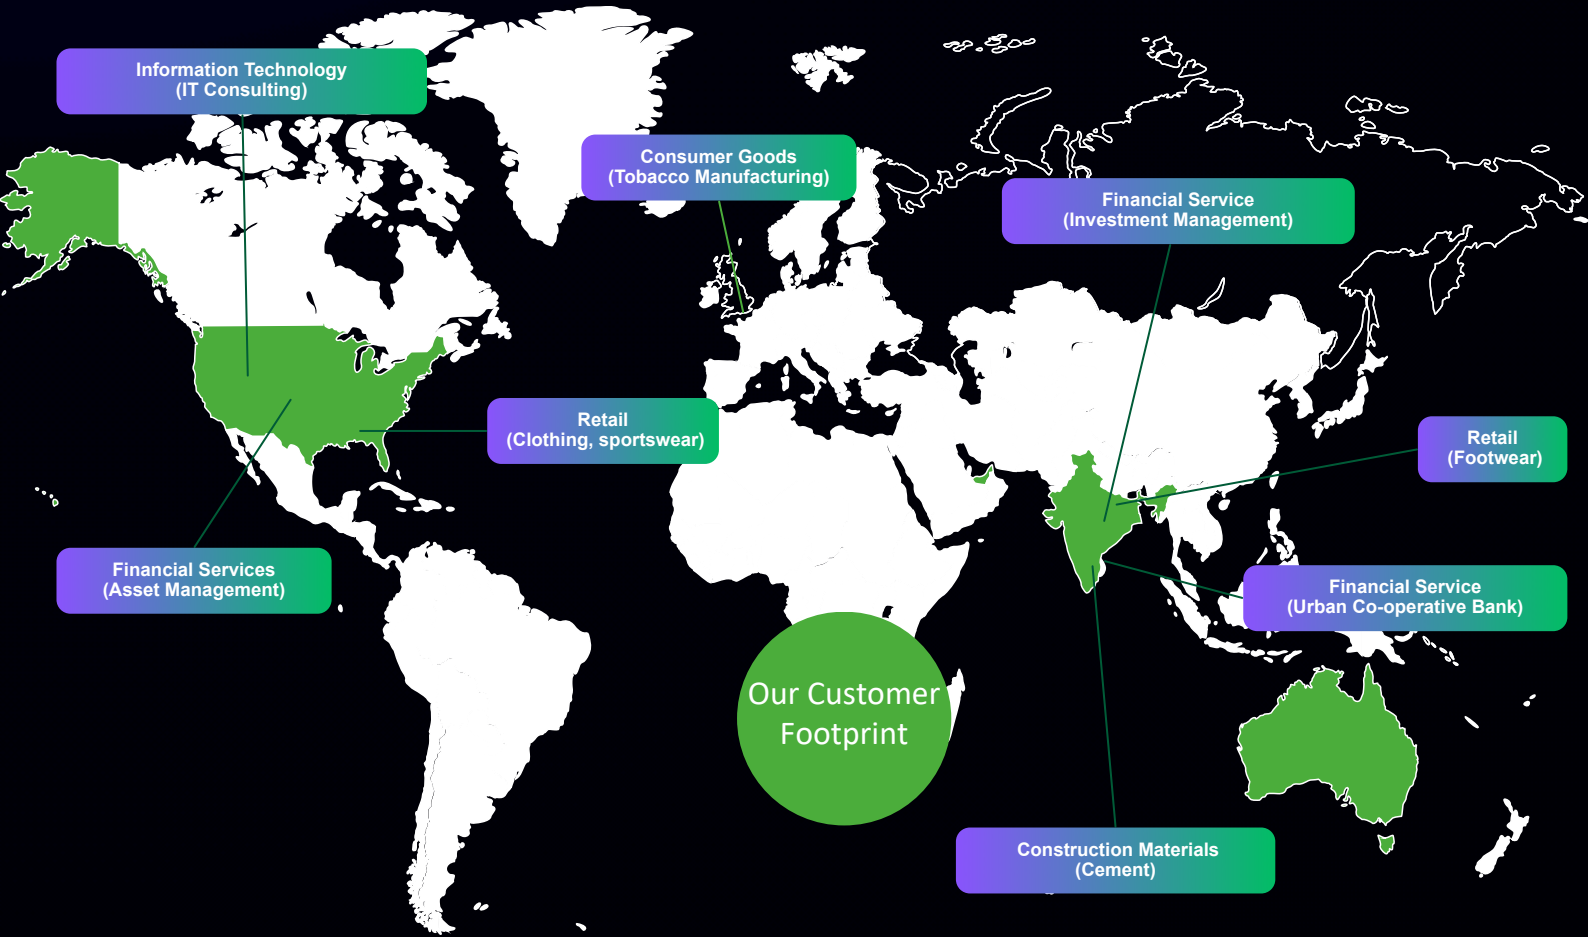 Information Technology
(IT Consulting)
Consumer Goods
(Tobacco Manufacturing)
Financial Service
(Investment Management)
Retail
(Clothing, sportswear)
Retail
(Footwear)
Financial Services
(Asset Management)
Financial Service
(Urban Co-operative Bank)
Our Customer
Footprint
Construction Materials
(Cement)